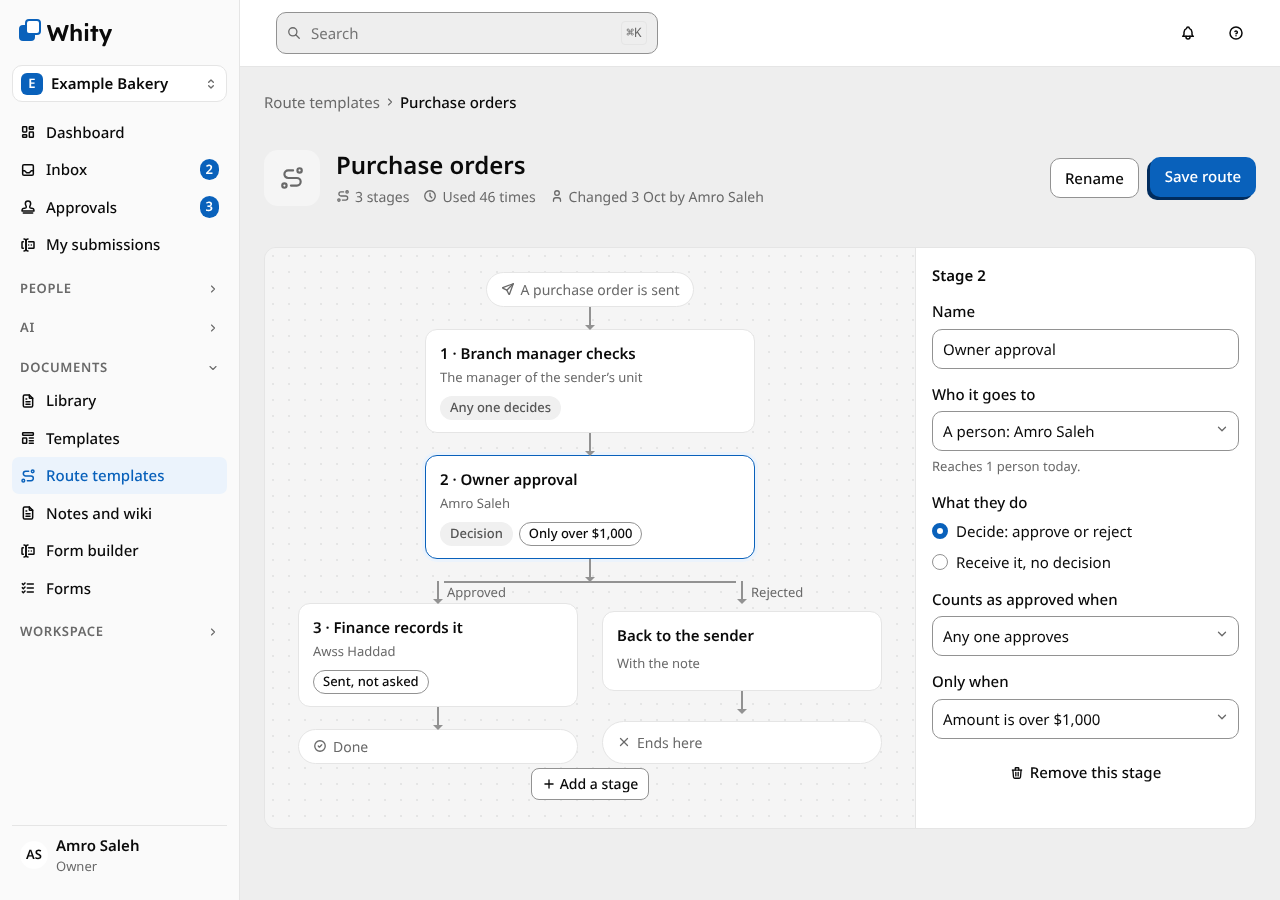 Whity
E Example Bakery
Dashboard
Inbox 2
Approvals 3
My submissions
PEOPLE
AI
DOCUMENTS
Library
Templates
Route templates
Notes and wiki
Form builder
Forms
WORKSPACE
AS Amro Saleh
Owner
Search ⌘K
Route templates > Purchase orders
Purchase orders
3 stages Used 46 times Changed 3 Oct by Amro Saleh
Rename
Save route
A purchase order is sent
1 · Branch manager checks
The manager of the sender’s unit
Any one decides
2 · Owner approval
Amro Saleh
Decision Only over $1,000
Approved
Rejected
3 · Finance records it
Awss Haddad
Sent, not asked
Done
Back to the sender
With the note
Ends here
+ Add a stage
Stage 2
Name
Owner approval
Who it goes to
A person: Amro Saleh
Reaches 1 person today.
What they do
Decide: approve or reject
Receive it, no decision
Counts as approved when
Any one approves
Only when
Amount is over $1,000
Remove this stage